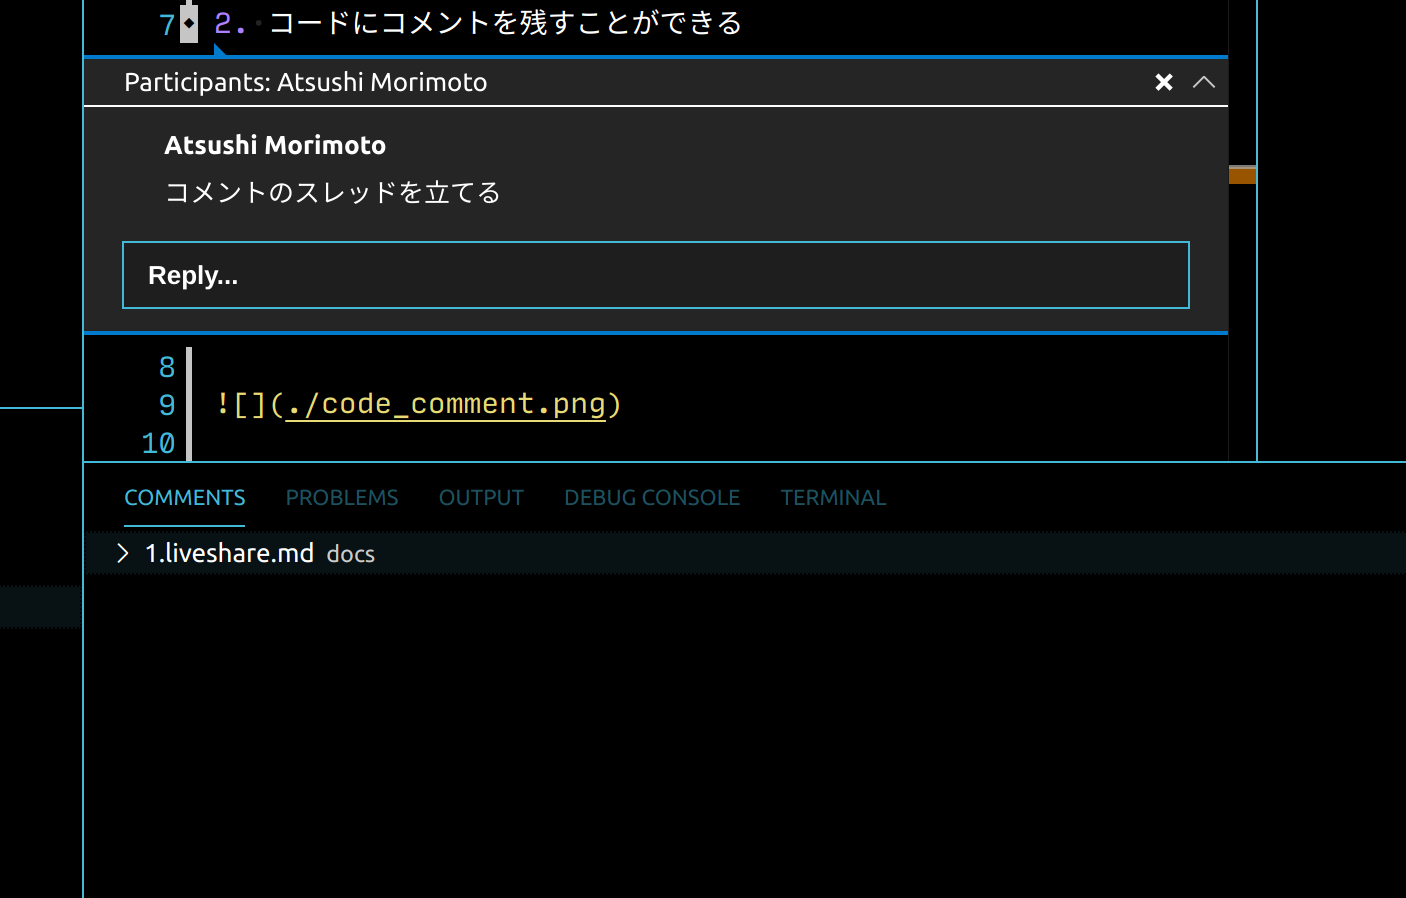 7 2. コードにコメントを残すことができる
Participants: Atsushi Morimoto
Atsushi Morimoto
コメントのスレッドを立てる
Reply...
8
9 ![](./code_comment.png)
10
COMMENTS PROBLEMS OUTPUT DEBUG CONSOLE TERMINAL
1.liveshare.md docs